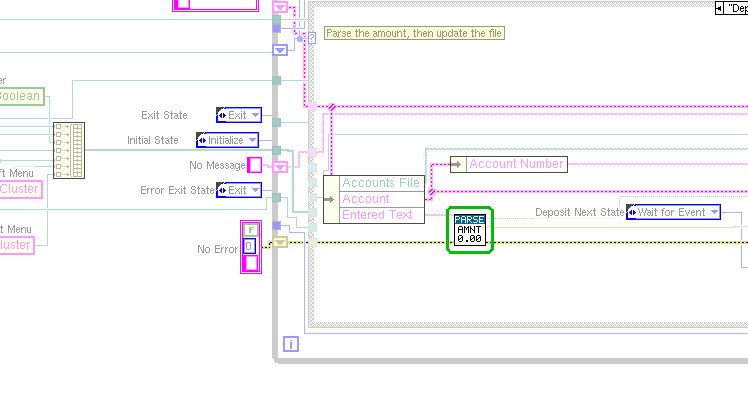 "Dep
Parse the amount, then update the file
?
er
Boolean
Exit State
Exit
Initial State
Initialize
No Message
Account Number
ft Menu
Cluster
Error Exit State
Exit
Accounts File
Account
Entered Text
Deposit Next State
Wait for Event
PARSE
AMNT
0.00
t Menu
Cluster
No Error
F
0
i